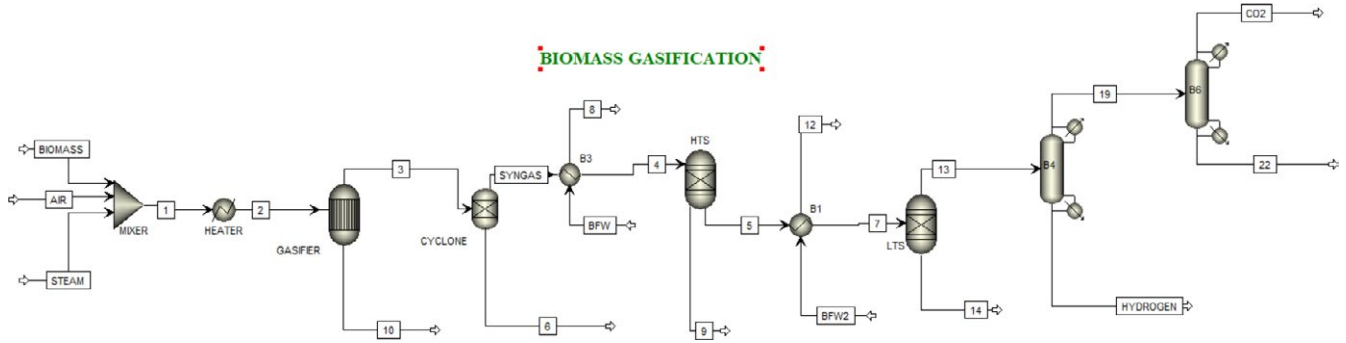 BIOMASS GASIFICATION
BIOMASS
AIR
STEAM
MIXER
1
HEATER
2
GASIFIER
3
10
CYCLONE
SYNGAS
6
8
B3
BFW
4
HTS
5
9
12
B1
BFW2
7
LTS
13
14
B4
19
HYDROGEN
B6
CO2
22